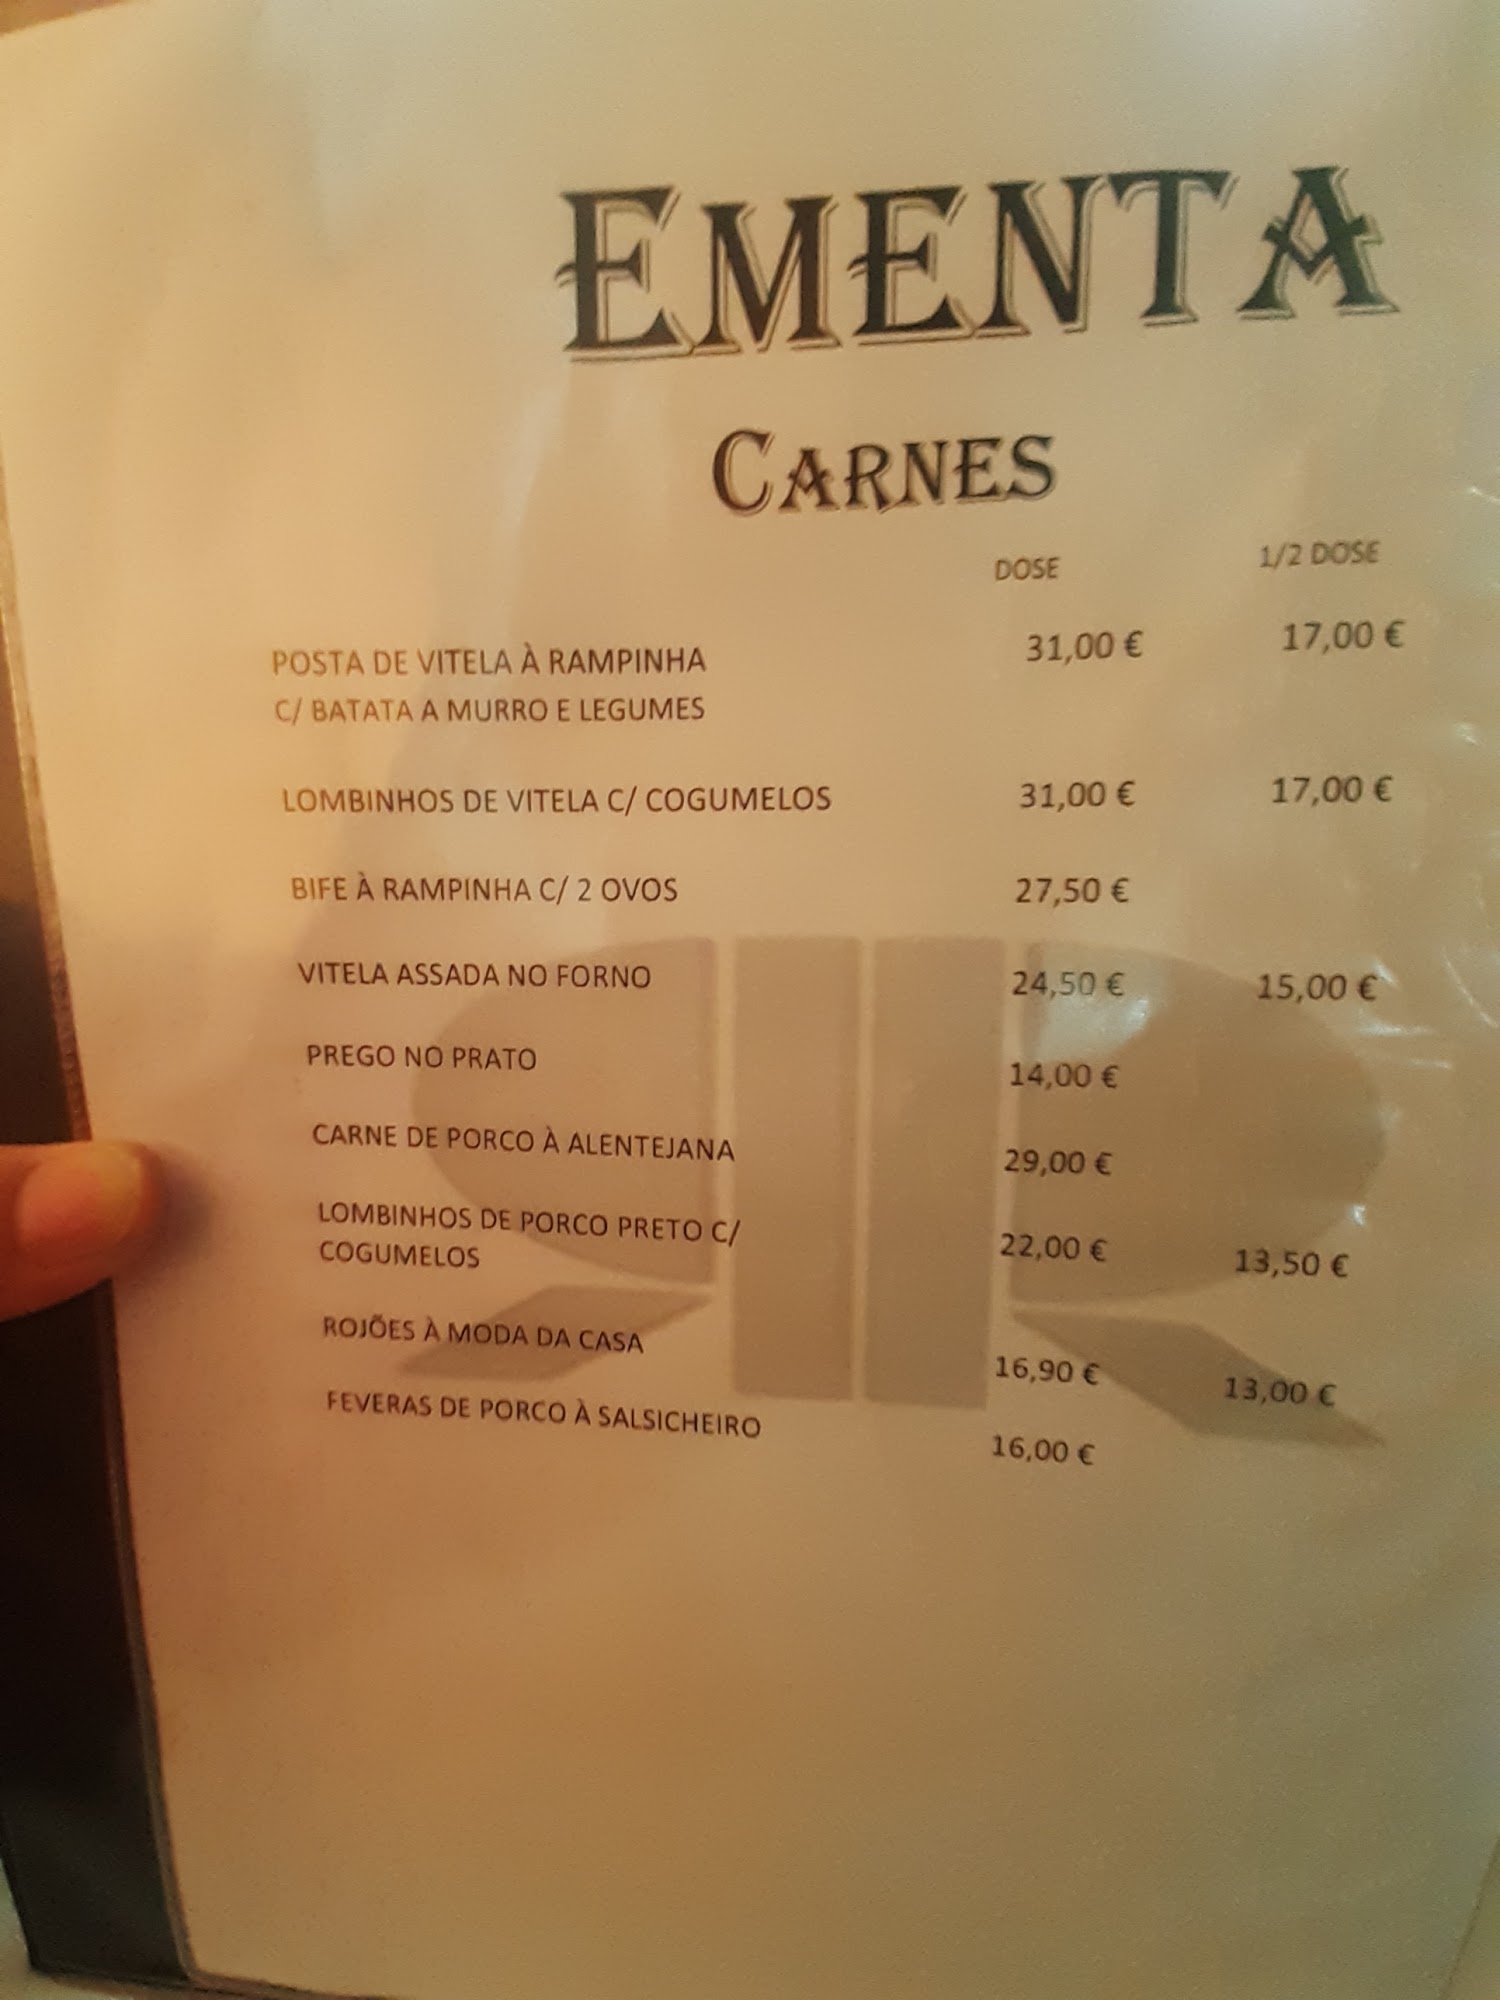 EMENTA
CARNES
DOSE 1/2 DOSE
POSTA DE VITELA À RAMPINHA 31,00 € 17,00 €
C/ BATATA A MURRO E LEGUMES
LOMBINHOS DE VITELA C/ COGUMELOS 31,00 € 17,00 €
BIFE À RAMPINHA C/ 2 OVOS 27,50 €
VITELA ASSADA NO FORNO 24,50 € 15,00 €
PREGO NO PRATO 14,00 €
CARNE DE PORCO À ALENTEJANA 29,00 €
LOMBINHOS DE PORCO PRETO C/ 22,00 € 13,50 €
COGUMELOS
ROJÕES À MODA DA CASA 16,90 € 13,00 €
FEVERAS DE PORCO À SALSICHEIRO 16,00 €